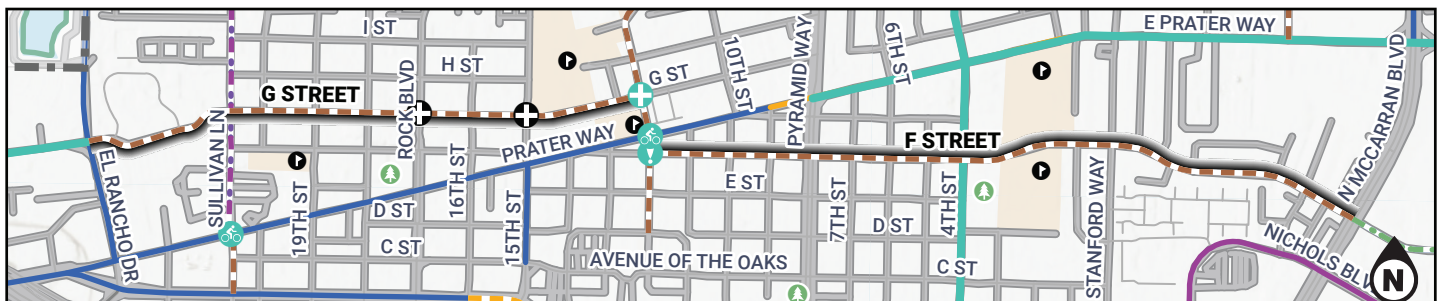 I ST
E PRATER WAY
PYRAMID WAY
9TH ST
10TH ST
H ST
G ST
G STREET
ROCK BLVD
N MCCARRAN BLVD
SULLIVAN LN
PRATER WAY
F STREET
EL RANCHO DR
16TH ST
E ST
7TH ST
4TH ST
STANFORD WAY
19TH ST
D ST
D ST
15TH ST
C ST
AVENUE OF THE OAKS
C ST
NICHOLS BLV
N